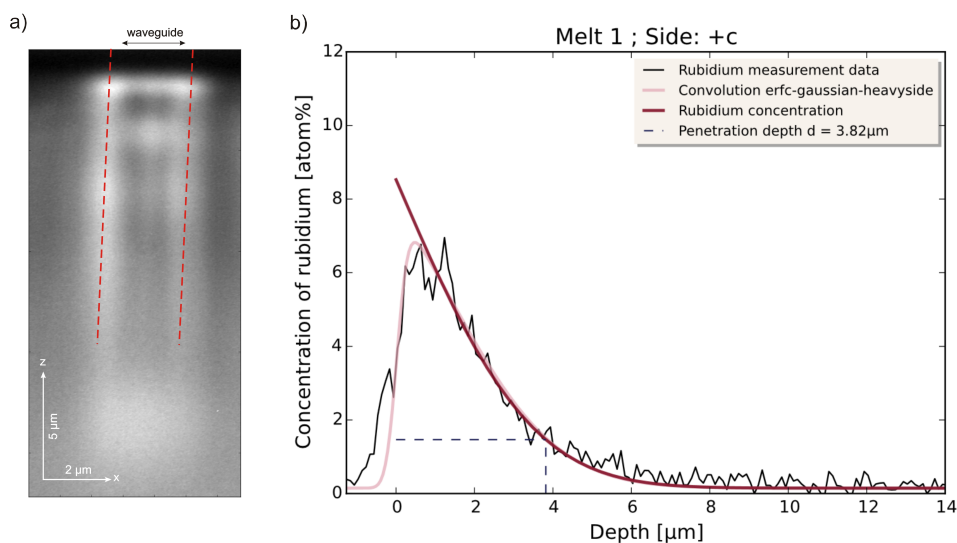 a)
waveguide
z
5 µm
2 µm
x
b)
Melt 1 ; Side: +c
Rubidium measurement data
Convolution erfc-gaussian-heavyside
Rubidium concentration
Penetration depth d = 3.82µm
Concentration of rubidium [atom%]
12
10
8
6
4
2
0
0
2
4
6
8
10
12
14
Depth [µm]